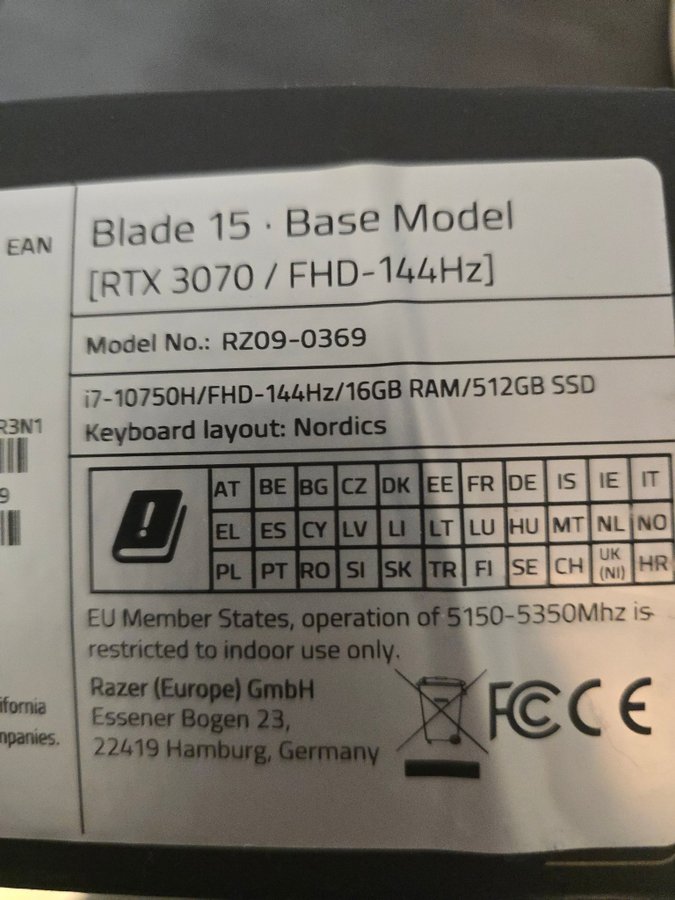 EAN
Blade 15 · Base Model
[RTX 3070 / FHD-144Hz]
Model No.: RZ09-0369
i7-10750H/FHD-144Hz/16GB RAM/512GB SSD
Keyboard layout: Nordics
R3N1
9
AT BE BG CZ DK EE FR DE IS IE IT
EL ES CY LV LI LT LU HU MT NL NO
PL PT RO SI SK TR FI SE CH UK (NI) HR
EU Member States, operation of 5150-5350Mhz is
restricted to indoor use only.
Razer (Europe) GmbH
Essener Bogen 23,
22419 Hamburg, Germany
ifornia
npanies.
FC CE